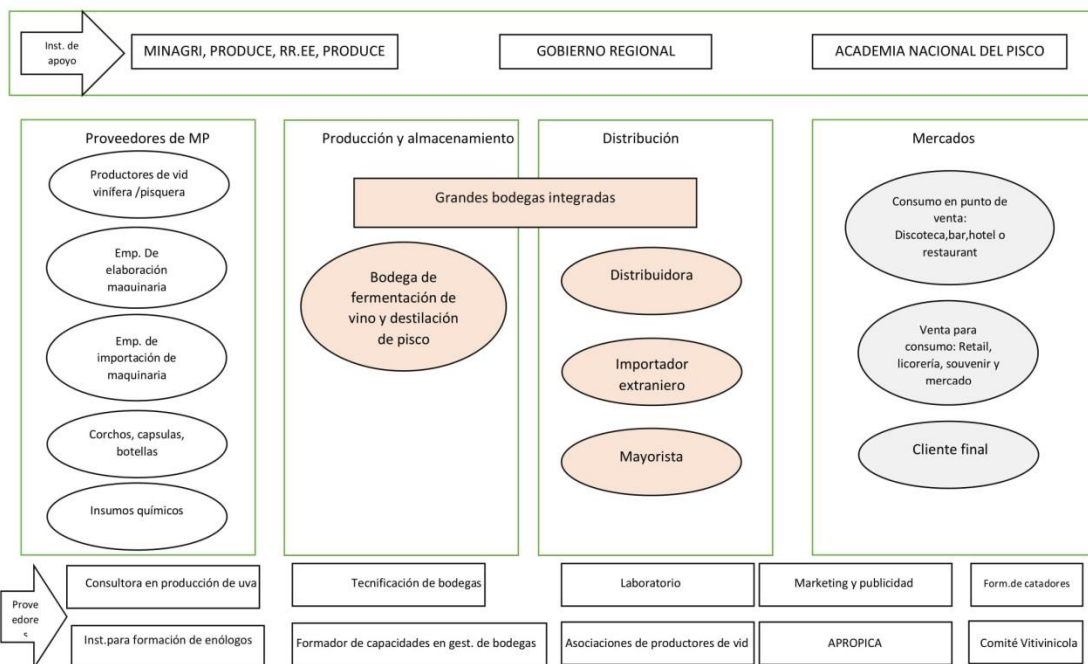 Inst. de
apoyo
MINAGRI, PRODUCE, RR.EE, PRODUCE
GOBIERNO REGIONAL
ACADEMIA NACIONAL DEL PISCO
Proveedores de MP
Productores de vid
vinífera /pisquera
Emp. De
elaboración
maquinaria
Emp. de
importación de
maquinaria
Corchos, capsulas,
botellas
Insumos químicos
Producción y almacenamiento
Distribución
Grandes bodegas integradas
Bodega de
fermentación de
vino y destilación
de pisco
Distribuidora
Importador
extranjero
Mayorista
Mercados
Consumo en punto de
venta:
Discoteca,bar,hotel o
restaurant
Venta para
consumo: Retail,
licorería, souvenir y
mercado
Cliente final
Prove
edore
s
Consultora en producción de uva
Tecnificación de bodegas
Laboratorio
Marketing y publicidad
Form.de catadores
Inst.para formación de enólogos
Formador de capacidades en gest. de bodegas
Asociaciones de productores de vid
APROPICA
Comité Vitivinicola